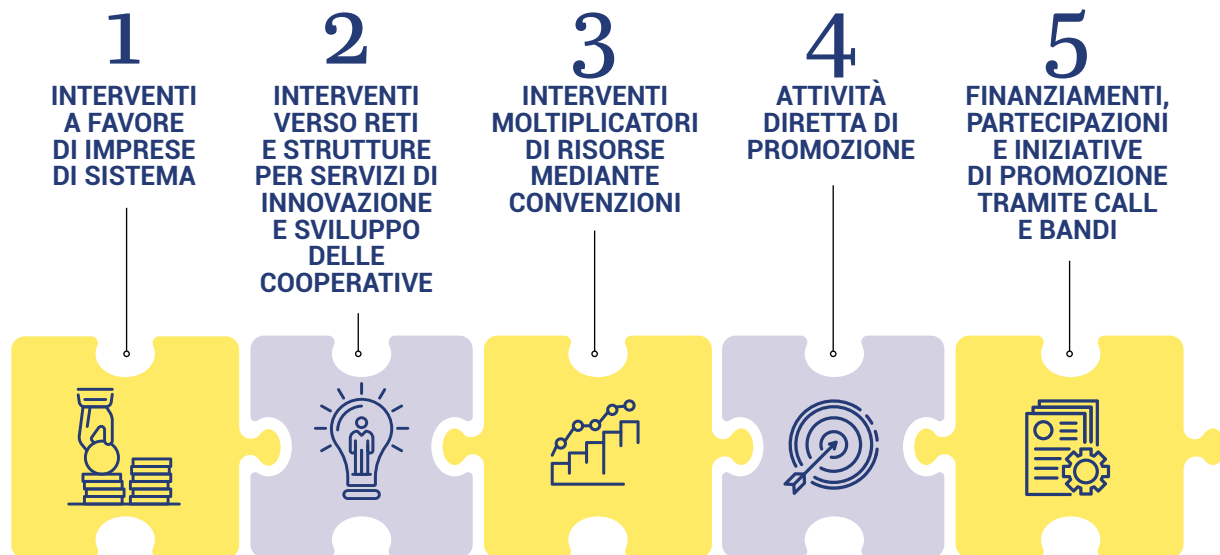 1
INTERVENTI
A FAVORE
DI IMPRESE
DI SISTEMA
2
INTERVENTI
VERSO RETI
E STRUTTURE
PER SERVIZI DI
INNOVAZIONE
E SVILUPPO
DELLE
COOPERATIVE
3
INTERVENTI
MOLTIPLICATORI
DI RISORSE
MEDIANTE
CONVENZIONI
4
ATTIVITÀ
DIRETTA DI
PROMOZIONE
5
FINANZIAMENTI,
PARTECIPAZIONI
E INIZIATIVE
DI PROMOZIONE
TRAMITE CALL
E BANDI